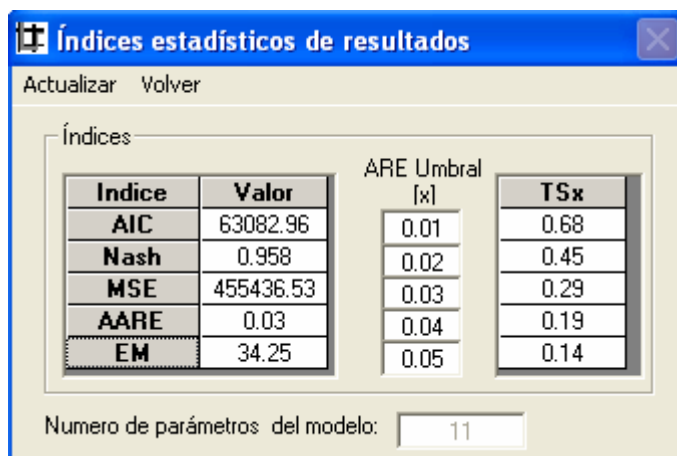 Índices estadísticos de resultados
Actualizar Volver
Índices
ARE Umbral
Indice Valor [x] TSx
AIC 63082.96 0.01 0.68
Nash 0.958 0.02 0.45
MSE 455436.53 0.03 0.29
AARE 0.03 0.04 0.19
EM 34.25 0.05 0.14
Numero de parámetros del modelo: 11